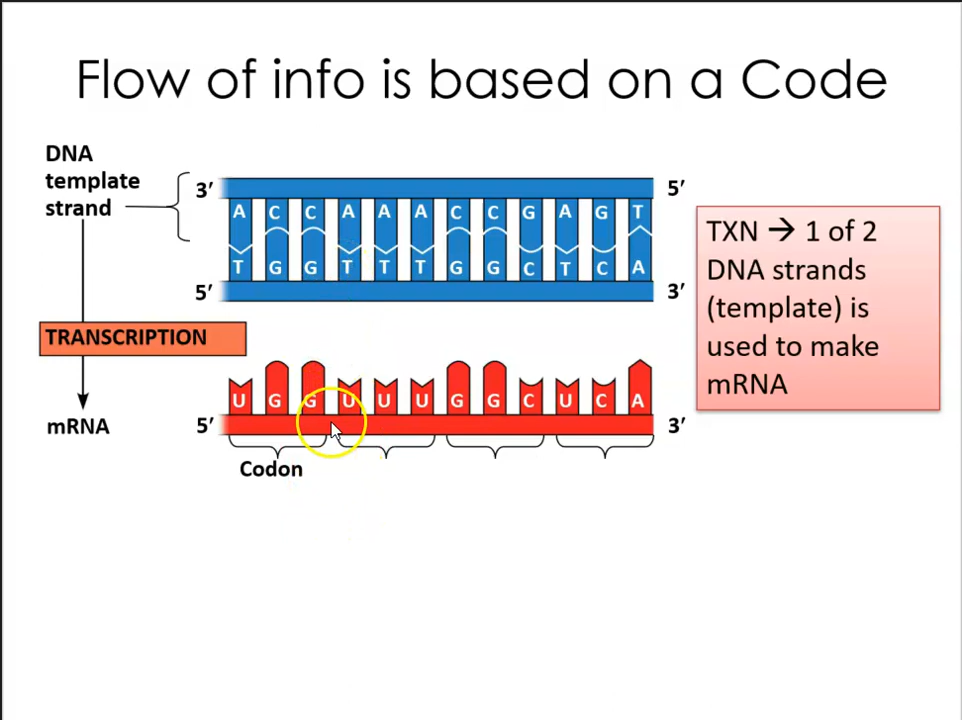 Flow of info is based on a Code
DNA
template
strand
3′ 5′
A C C A A A C C G A G T
T G G T T T G G C T C A
5′ 3′
TXN → 1 of 2
DNA strands
(template) is
used to make
mRNA
TRANSCRIPTION
U G G U U U G G C U C A
mRNA
5′ 3′
Codon